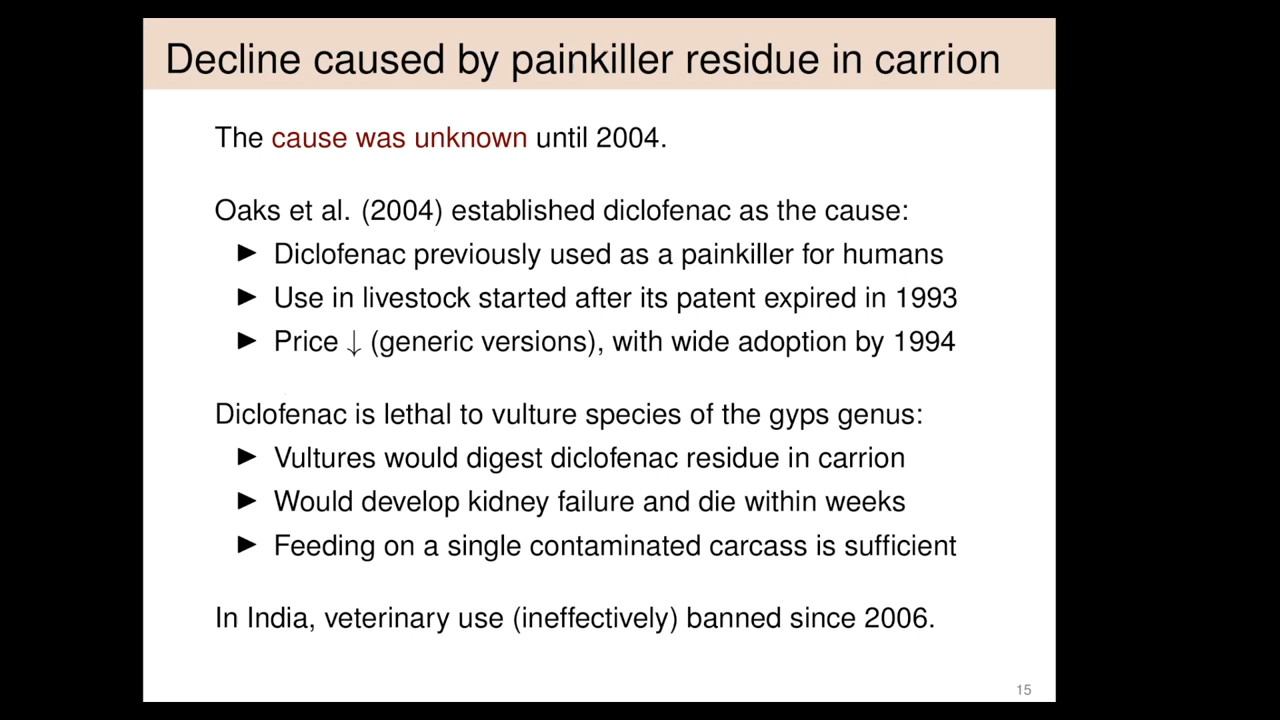 Decline caused by painkiller residue in carrion
The cause was unknown until 2004.
Oaks et al. (2004) established diclofenac as the cause:
▶ Diclofenac previously used as a painkiller for humans
▶ Use in livestock started after its patent expired in 1993
▶ Price ↓ (generic versions), with wide adoption by 1994
Diclofenac is lethal to vulture species of the gyps genus:
▶ Vultures would digest diclofenac residue in carrion
▶ Would develop kidney failure and die within weeks
▶ Feeding on a single contaminated carcass is sufficient
In India, veterinary use (ineffectively) banned since 2006.
15